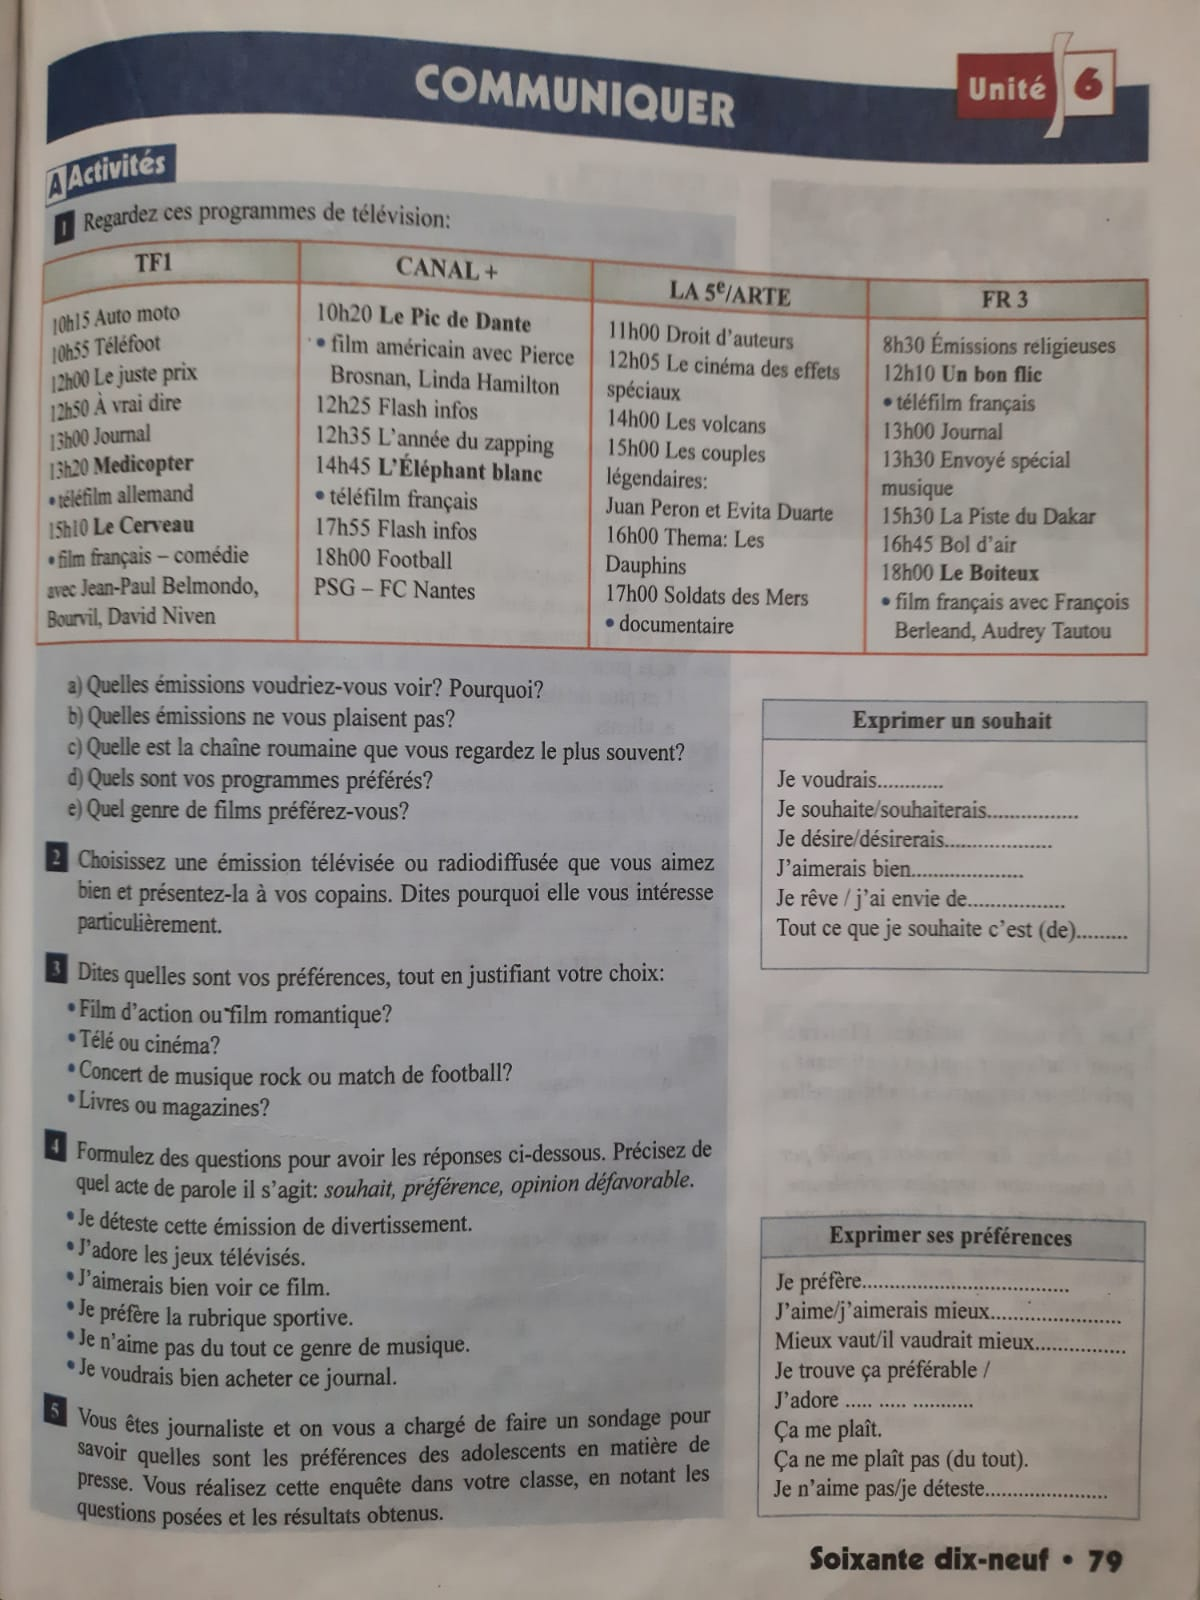 COMMUNIQUER
Unité 6
A Activités
1 Regardez ces programmes de télévision:
TF1
10h15 Auto moto
10h55 Téléfoot
12h00 Le juste prix
12h50 À vrai dire
13h00 Journal
13h20 Medicopter
• téléfilm allemand
15h10 Le Cerveau
• film français – comédie
avec Jean-Paul Belmondo,
Bourvil, David Niven
CANAL +
10h20 Le Pic de Dante
• film américain avec Pierce
Brosnan, Linda Hamilton
12h25 Flash infos
12h35 L'année du zapping
14h45 L'Éléphant blanc
• téléfilm français
17h55 Flash infos
18h00 Football
PSG – FC Nantes
LA 5e/ARTE
11h00 Droit d'auteurs
12h05 Le cinéma des effets
spéciaux
14h00 Les volcans
15h00 Les couples
légendaires:
Juan Peron et Evita Duarte
16h00 Thema: Les
Dauphins
17h00 Soldats des Mers
• documentaire
FR 3
8h30 Émissions religieuses
12h10 Un bon flic
• téléfilm français
13h00 Journal
13h30 Envoyé spécial
musique
15h30 La Piste du Dakar
16h45 Bol d'air
18h00 Le Boiteux
• film français avec François
Berleand, Audrey Tautou
a) Quelles émissions voudriez-vous voir? Pourquoi?
b) Quelles émissions ne vous plaisent pas?
c) Quelle est la chaîne roumaine que vous regardez le plus souvent?
d) Quels sont vos programmes préférés?
e) Quel genre de films préférez-vous?
2 Choisissez une émission télévisée ou radiodiffusée que vous aimez
bien et présentez-la à vos copains. Dites pourquoi elle vous intéresse
particulièrement.
3 Dites quelles sont vos préférences, tout en justifiant votre choix:
• Film d'action ou film romantique?
• Télé ou cinéma?
• Concert de musique rock ou match de football?
• Livres ou magazines?
4 Formulez des questions pour avoir les réponses ci-dessous. Précisez de
quel acte de parole il s'agit: souhait, préférence, opinion défavorable.
• Je déteste cette émission de divertissement.
• J'adore les jeux télévisés.
• J'aimerais bien voir ce film.
• Je préfère la rubrique sportive.
• Je n'aime pas du tout ce genre de musique.
• Je voudrais bien acheter ce journal.
5 Vous êtes journaliste et on vous a chargé de faire un sondage pour
savoir quelles sont les préférences des adolescents en matière de
presse. Vous réalisez cette enquête dans votre classe, en notant les
questions posées et les résultats obtenus.
Exprimer un souhait
Je voudrais............
Je souhaite/souhaiterais.................
Je désire/désirerais....................
J'aimerais bien.....................
Je rêve / j'ai envie de..................
Tout ce que je souhaite c'est (de).........
Exprimer ses préférences
Je préfère.......................................
J'aime/j'aimerais mieux........................
Mieux vaut/il vaudrait mieux................
Je trouve ça préférable /
J'adore ..... ..... ...........
Ça me plaît.
Ça ne me plaît pas (du tout).
Je n'aime pas/je déteste.......................
Soixante dix-neuf • 79